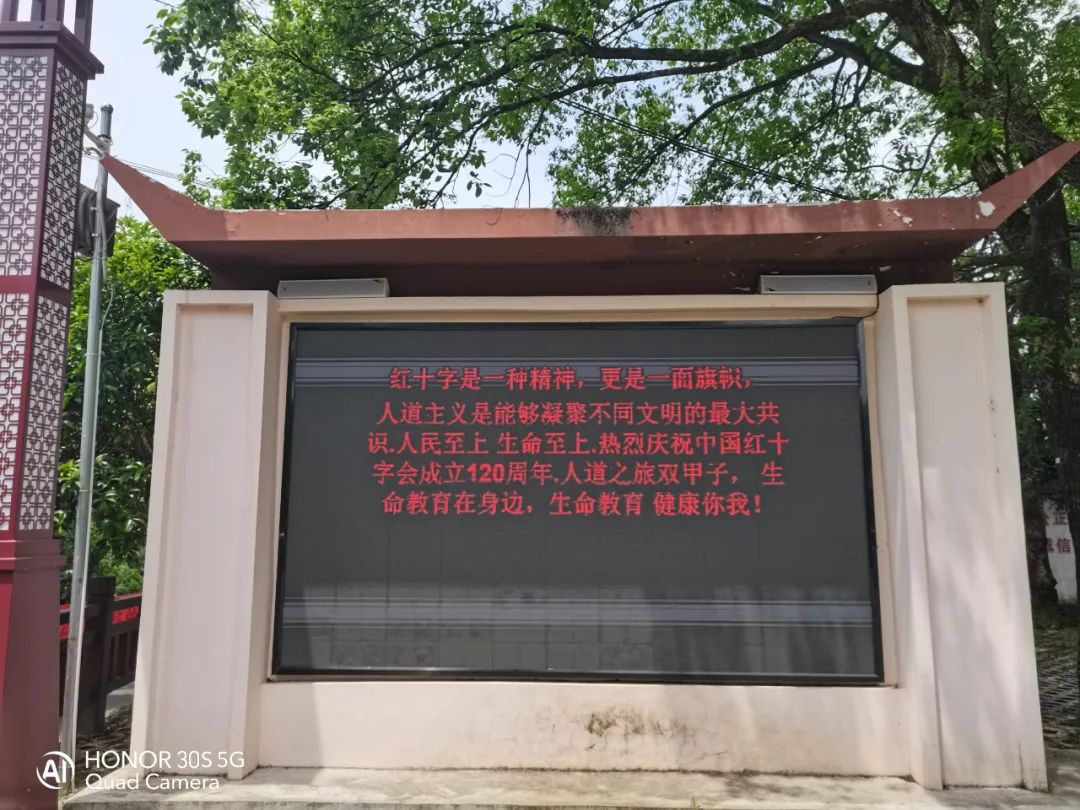 红十字是一种精神，更是一面旗帜，
人道主义是能够凝聚不同文明的最大共
识.人民至上 生命至上.热烈庆祝中国红十
字会成立120周年.人道之旅双甲子， 生
命教育在身边，生命教育 健康你我！
诚信
HONOR 30S 5G
Quad Camera